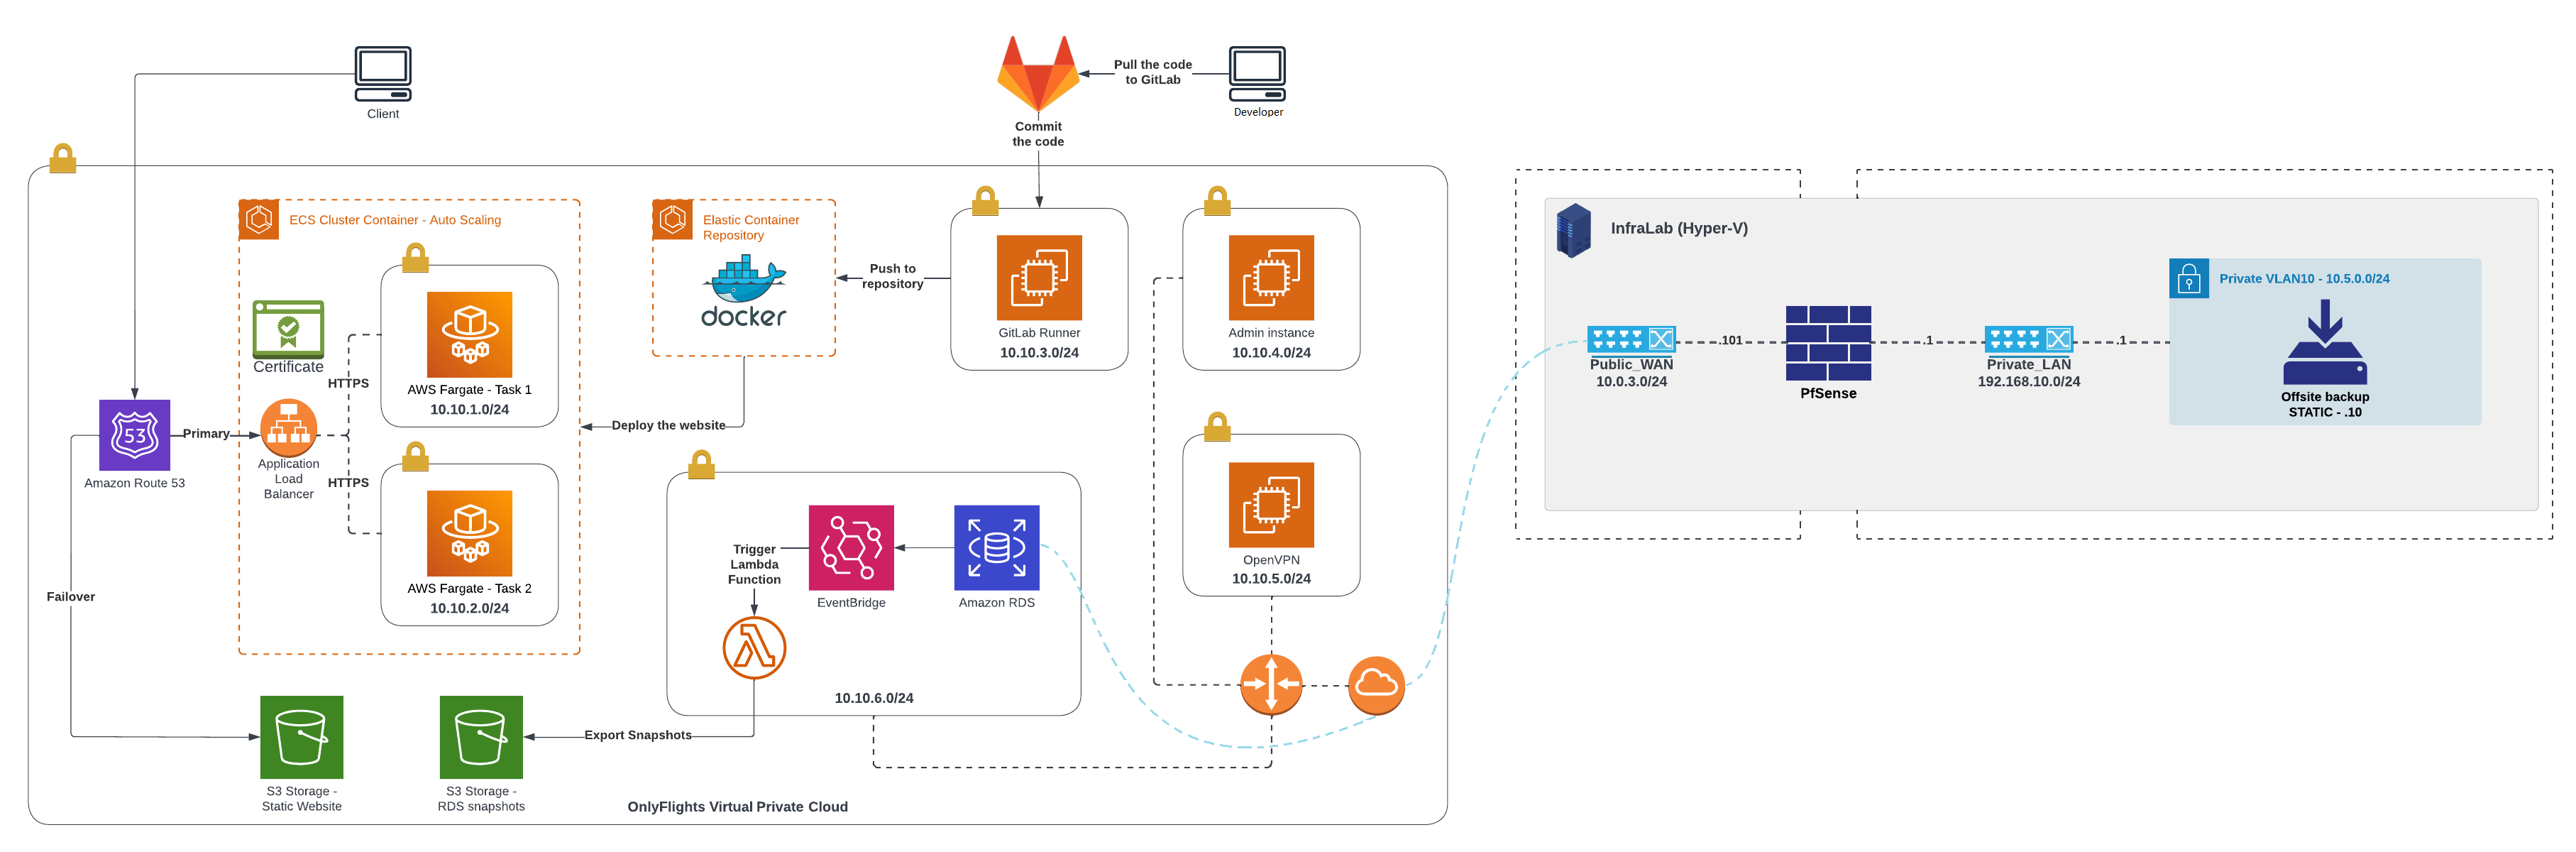 Client
Pull the code
to GitLab
Developer
Commit
the code
ECS Cluster Container - Auto Scaling
Certificate
HTTPS
AWS Fargate - Task 1
10.10.1.0/24
53
Amazon Route 53
Primary
Application
Load
Balancer
HTTPS
AWS Fargate - Task 2
10.10.2.0/24
Failover
S3 Storage -
Static Website
S3 Storage -
RDS snapshots
Elastic Container
Repository
docker
Push to
repository
GitLab Runner
10.10.3.0/24
Admin instance
10.10.4.0/24
Deploy the website
Trigger
Lambda
Function
EventBridge
Amazon RDS
10.10.6.0/24
Export Snapshots
OpenVPN
10.10.5.0/24
OnlyFlights Virtual Private Cloud
InfraLab (Hyper-V)
Public_WAN
10.0.3.0/24
.101
PfSense
.1
Private_LAN
192.168.10.0/24
.1
Private VLAN10 - 10.5.0.0/24
Offsite backup
STATIC - .10